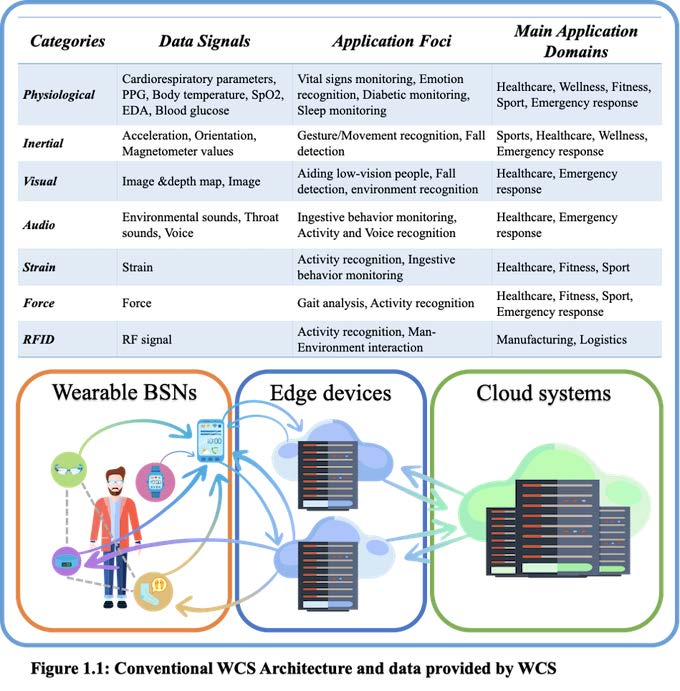 Categories Data Signals Application Foci Main Application
Domains
Physiological
Cardiorespiratory parameters,
PPG, Body temperature, SpO2,
EDA, Blood glucose
Vital signs monitoring, Emotion
recognition, Diabetic monitoring,
Sleep monitoring
Healthcare, Wellness, Fitness,
Sport, Emergency response
Inertial
Acceleration, Orientation,
Magnetometer values
Gesture/Movement recognition, Fall
detection
Sports, Healthcare, Wellness,
Emergency response
Visual
Image &depth map, Image
Aiding low-vision people, Fall
detection, environment recognition
Healthcare, Emergency
response
Audio
Environmental sounds, Throat
sounds, Voice
Ingestive behavior monitoring,
Activity and Voice recognition
Healthcare, Emergency
response
Strain
Strain
Activity recognition, Ingestive
behavior monitoring
Healthcare, Fitness, Sport
Force
Force
Gait analysis, Activity recognition
Healthcare, Fitness, Sport,
Emergency response
RFID
RF signal
Activity recognition, Man-
Environment interaction
Manufacturing, Logistics
Wearable BSNs
Edge devices
Cloud systems
10:00
Figure 1.1: Conventional WCS Architecture and data provided by WCS